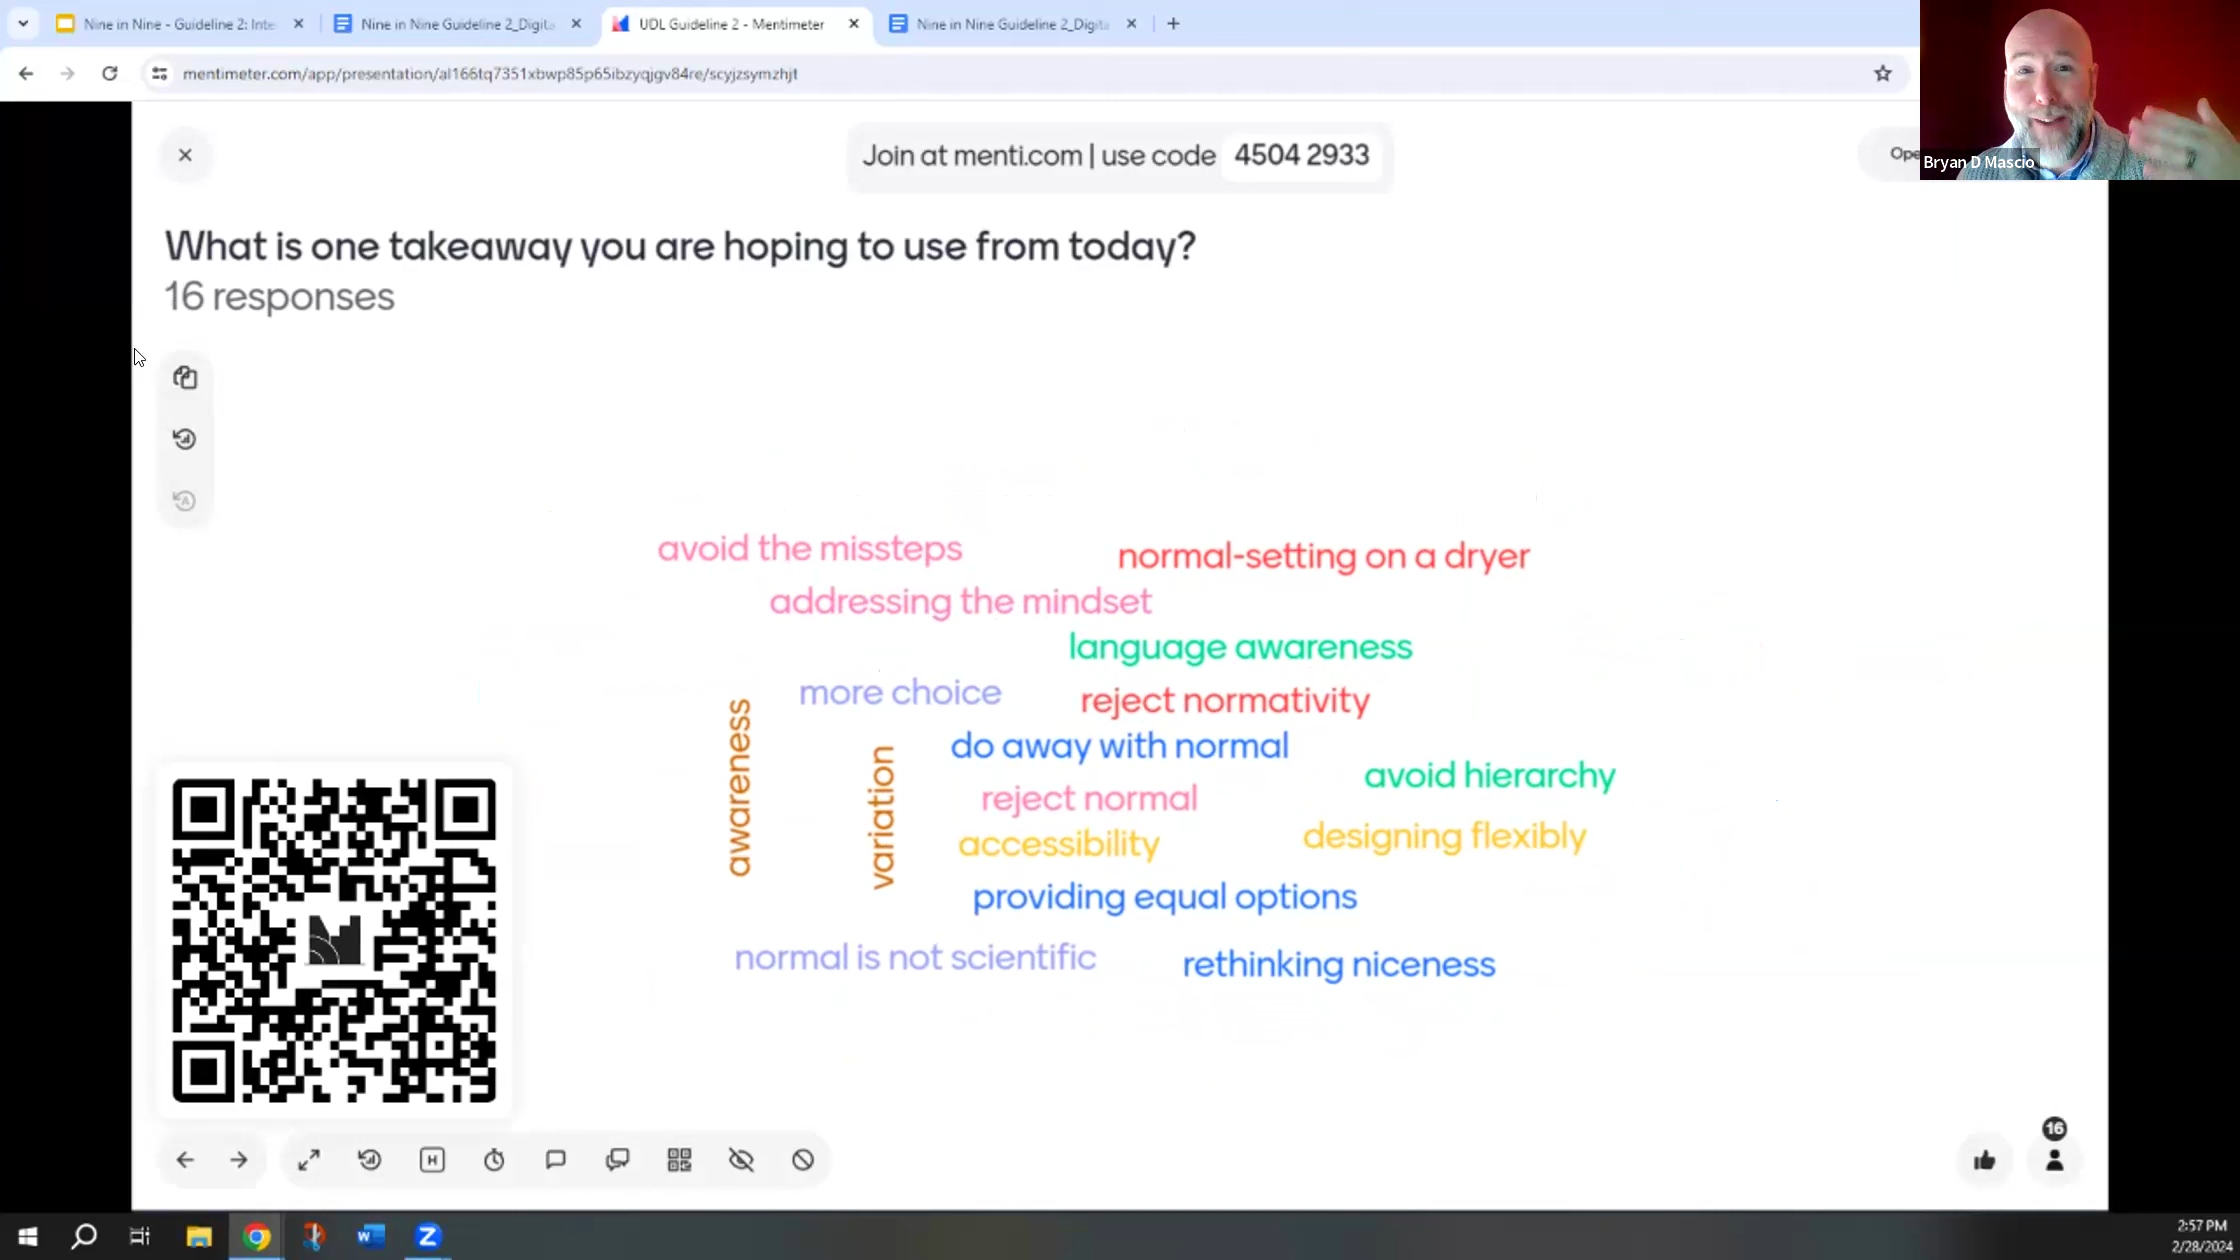 Nine in Nine - Guideline 2: Inte
Nine in Nine Guideline 2_Digita
UDL Guideline 2 - Mentimeter
Nine in Nine Guideline 2_Digita
mentimeter.com/app/presentation/al166tq7351xbwp85p65ibzyqjgv84re/scyjzsymzhjt
Join at menti.com | use code 4504 2933
Ope
Bryan D Mascio
What is one takeaway you are hoping to use from today?
16 responses
avoid the missteps
normal-setting on a dryer
addressing the mindset
language awareness
more choice
reject normativity
awareness
variation
do away with normal
avoid hierarchy
reject normal
designing flexibly
accessibility
providing equal options
normal is not scientific
rethinking niceness
H
16
W
Z
2:57 PM
2/28/2024